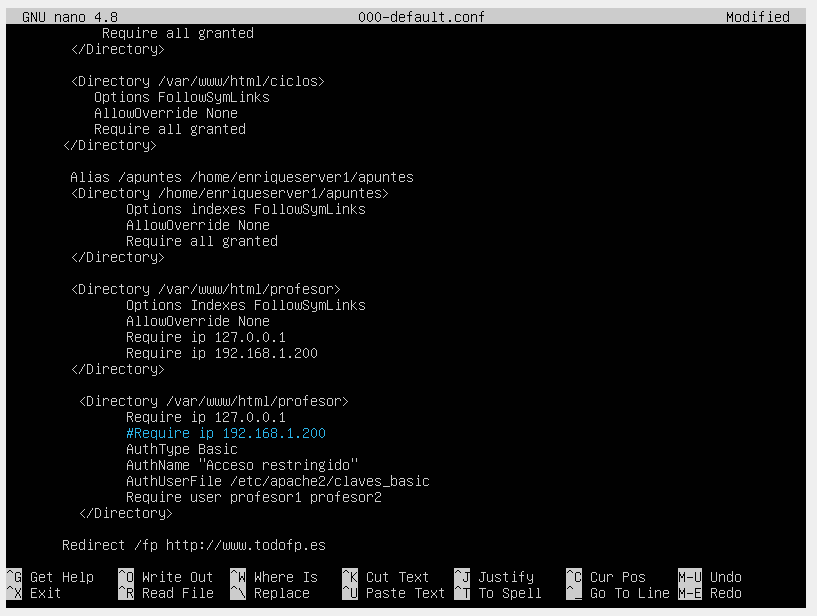 GNU nano 4.8 000-default.conf Modified
Require all granted
</Directory>
<Directory /var/www/html/ciclos>
Options FollowSymLinks
AllowOverride None
Require all granted
</Directory>
Alias /apuntes /home/enriqueserver1/apuntes
<Directory /home/enriqueserver1/apuntes>
Options indexes FollowSymLinks
AllowOverride None
Require all granted
</Directory>
<Directory /var/www/html/profesor>
Options Indexes FollowSymLinks
AllowOverride None
Require ip 127.0.0.1
Require ip 192.168.1.200
</Directory>
<Directory /var/www/html/profesor>
Require ip 127.0.0.1
#Require ip 192.168.1.200
AuthType Basic
AuthName "Acceso restringido"
AuthUserFile /etc/apache2/claves_basic
Require user profesor1 profesor2
</Directory>
Redirect /fp http://www.todofp.es
^G Get Help ^O Write Out ^W Where Is ^K Cut Text ^J Justify ^C Cur Pos M-U Undo
^X Exit ^R Read File ^\ Replace ^U Paste Text ^T To Spell ^_ Go To Line M-E Redo